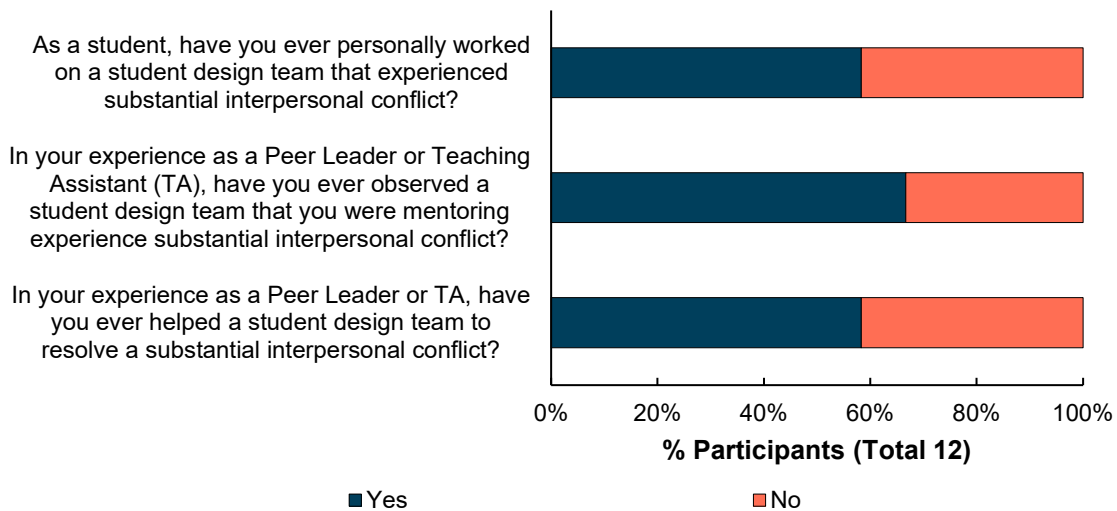 As a student, have you ever personally worked
on a student design team that experienced
substantial interpersonal conflict?
In your experience as a Peer Leader or Teaching
Assistant (TA), have you ever observed a
student design team that you were mentoring
experience substantial interpersonal conflict?
In your experience as a Peer Leader or TA, have
you ever helped a student design team to
resolve a substantial interpersonal conflict?
0% 20% 40% 60% 80% 100%
% Participants (Total 12)
Yes No